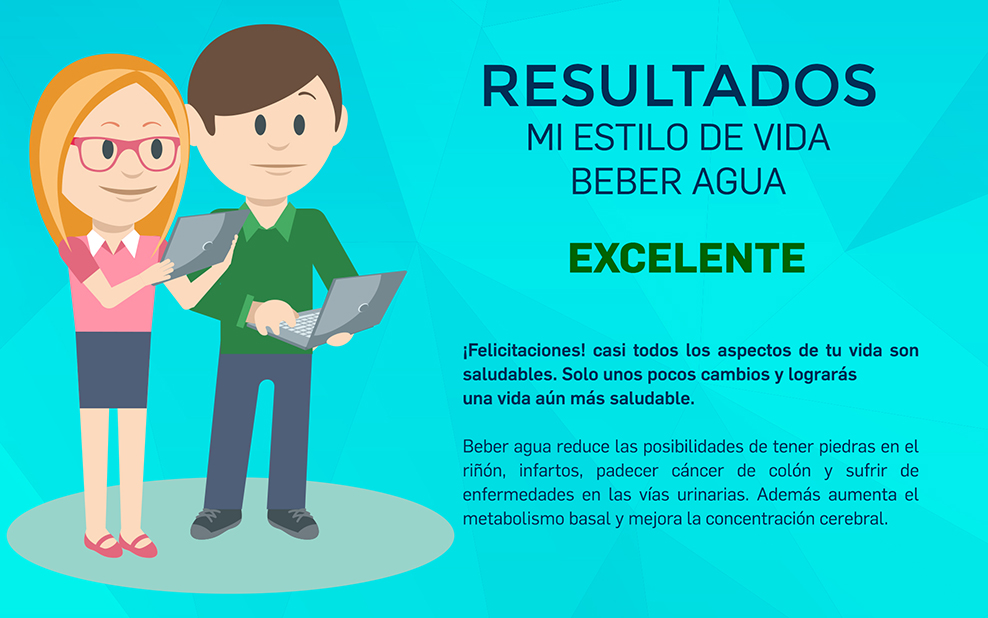 RESULTADOS
MI ESTILO DE VIDA
BEBER AGUA
EXCELENTE
¡Felicitaciones! casi todos los aspectos de tu vida son
saludables. Solo unos pocos cambios y lograrás
una vida aún más saludable.
Beber agua reduce las posibilidades de tener piedras en el
riñón, infartos, padecer cáncer de colón y sufrir de
enfermedades en las vías urinarias. Además aumenta el
metabolismo basal y mejora la concentración cerebral.